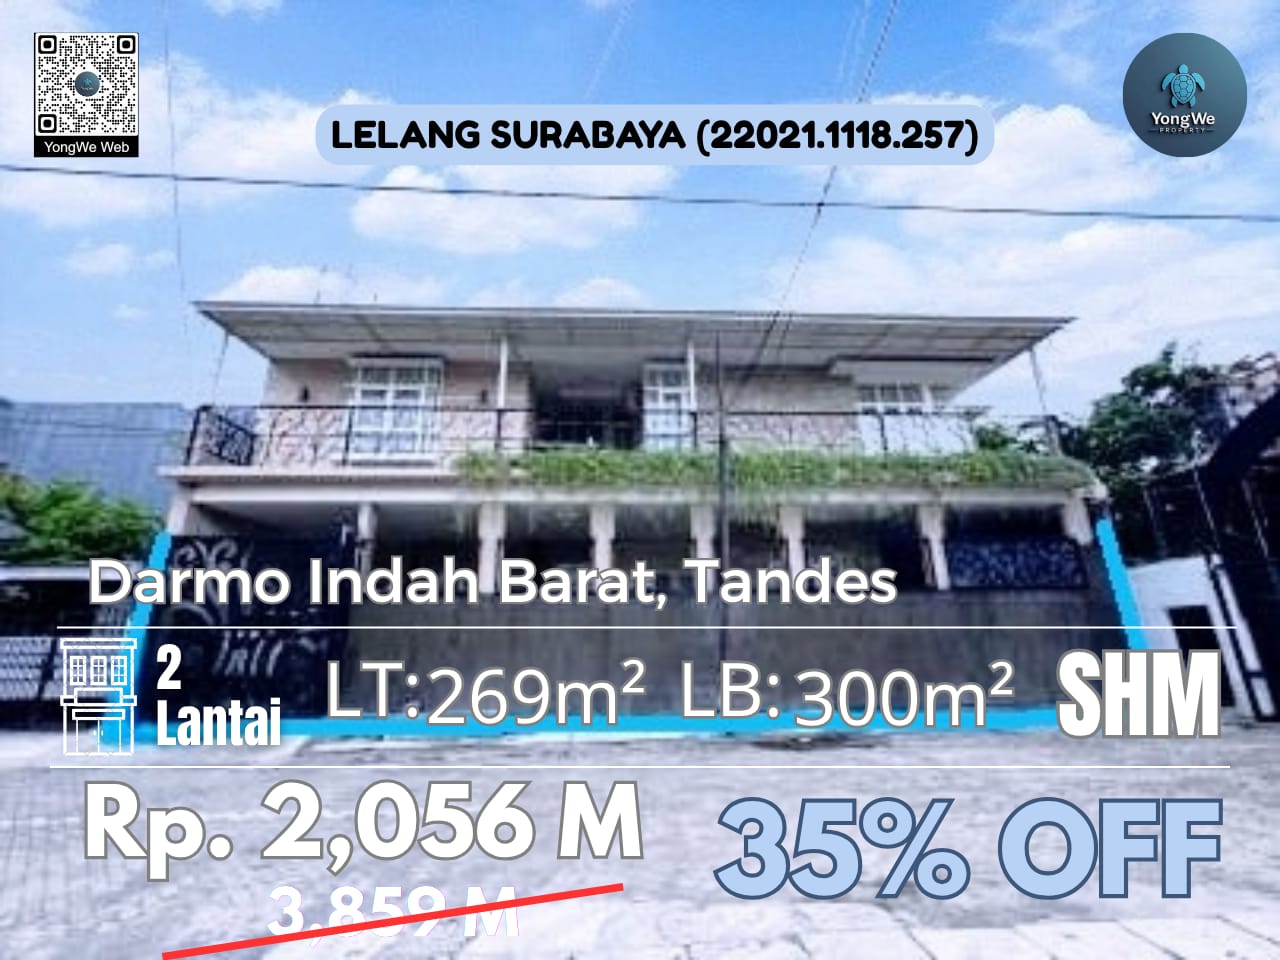 YongWe Web
LELANG SURABAYA (22021.1118.257)
YongWe
PROPERTY
Darmo Indah Barat, Tandes
2
Lantai
LT: 269m² LB: 300m² SHM
Rp. 2,056 M
35% OFF
3,859 M